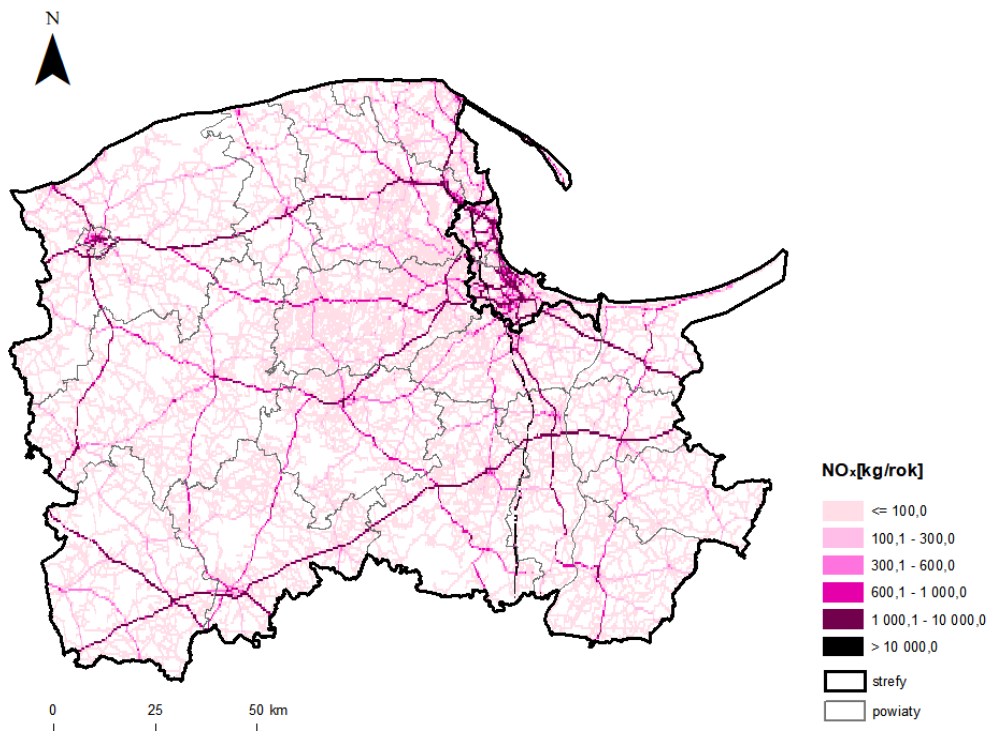 N
NOx[kg/rok]
<= 100,0
100,1 - 300,0
300,1 - 600,0
600,1 - 1 000,0
1 000,1 - 10 000,0
> 10 000,0
strefy
powiaty
0 25 50 km